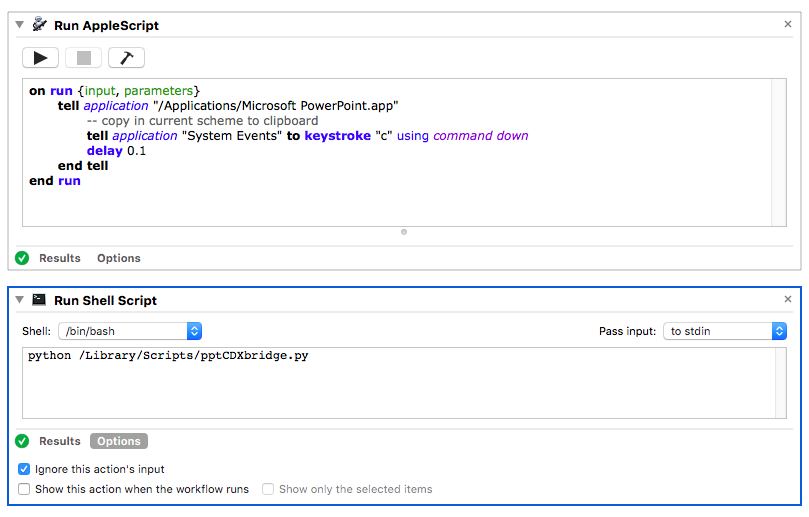 Run AppleScript
on run {input, parameters}
tell application "/Applications/Microsoft PowerPoint.app"
-- copy in current scheme to clipboard
tell application "System Events" to keystroke "c" using command down
delay 0.1
end tell
end run
Results Options
Run Shell Script
Shell: /bin/bash Pass input: to stdin
python /Library/Scripts/pptCDXbridge.py
Results Options
Ignore this action's input
Show this action when the workflow runs Show only the selected items